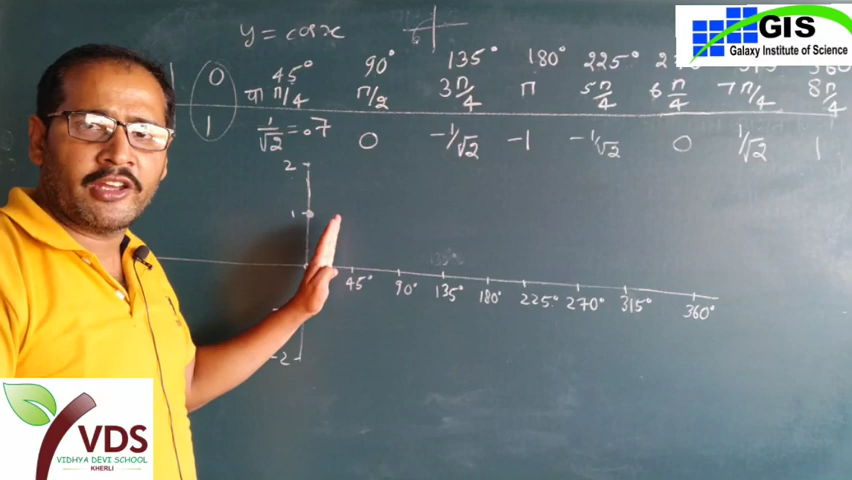 y = cosx
GIS
Galaxy Institute of Science
0 45° 90° 135° 180° 225°
या π/4 π/2 3π/4 π 5π/4 6π/4 7π/4 8π/4
1 1/√2 = .7 0 -1/√2 -1 -1/√2 0 1/√2 1
2
1
45° 90° 135° 180° 225° 270° 315° 360°
-2
VDS
VIDHYA DEVI SCHOOL
KHERLI